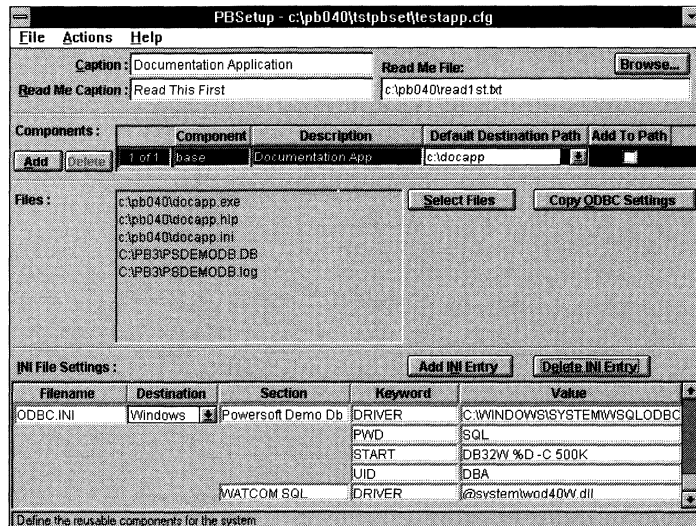 PBSetup - c:\pb040\tstpbset\testapp.cfg
File Actions Help
Caption : Documentation Application
Read Me File:
Browse...
Read Me Caption : Read This First
c:\pb040\read1st.txt
Components :
Component Description Default Destination Path Add To Path
Add Delete
1 of 1 base Documentation App c:\docapp
Files :
c:\pb040\docapp.exe
c:\pb040\docapp.hlp
c:\pb040\docapp.ini
C:\PB3\PSDEMODB.DB
C:\PB3\PSDEMODB.log
Select Files
Copy ODBC Settings
INI File Settings :
Add INI Entry
Delete INI Entry
Filename Destination Section Keyword Value
ODBC.INI Windows Powersoft Demo Db DRIVER C:\WINDOWS\SYSTEM\WSQLODBC
PWD SQL
START DB32W %D -C 500K
UID DBA
WATCOM SQL DRIVER @system\wod40W.dll
Define the reusable components for the system